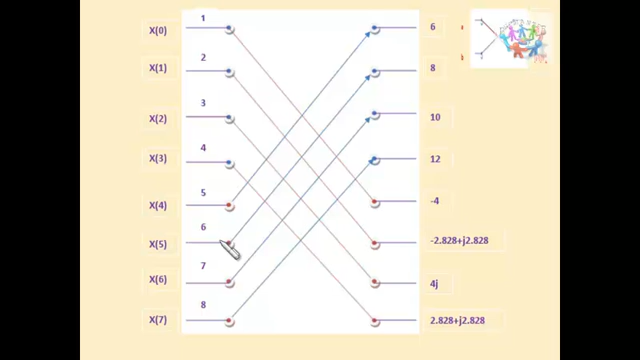 X(0) 1 6
X(1) 2 8
X(2) 3 10
X(3) 4 12
X(4) 5 -4
X(5) 6 -2.828+j2.828
X(6) 7 4j
X(7) 8 2.828+j2.828